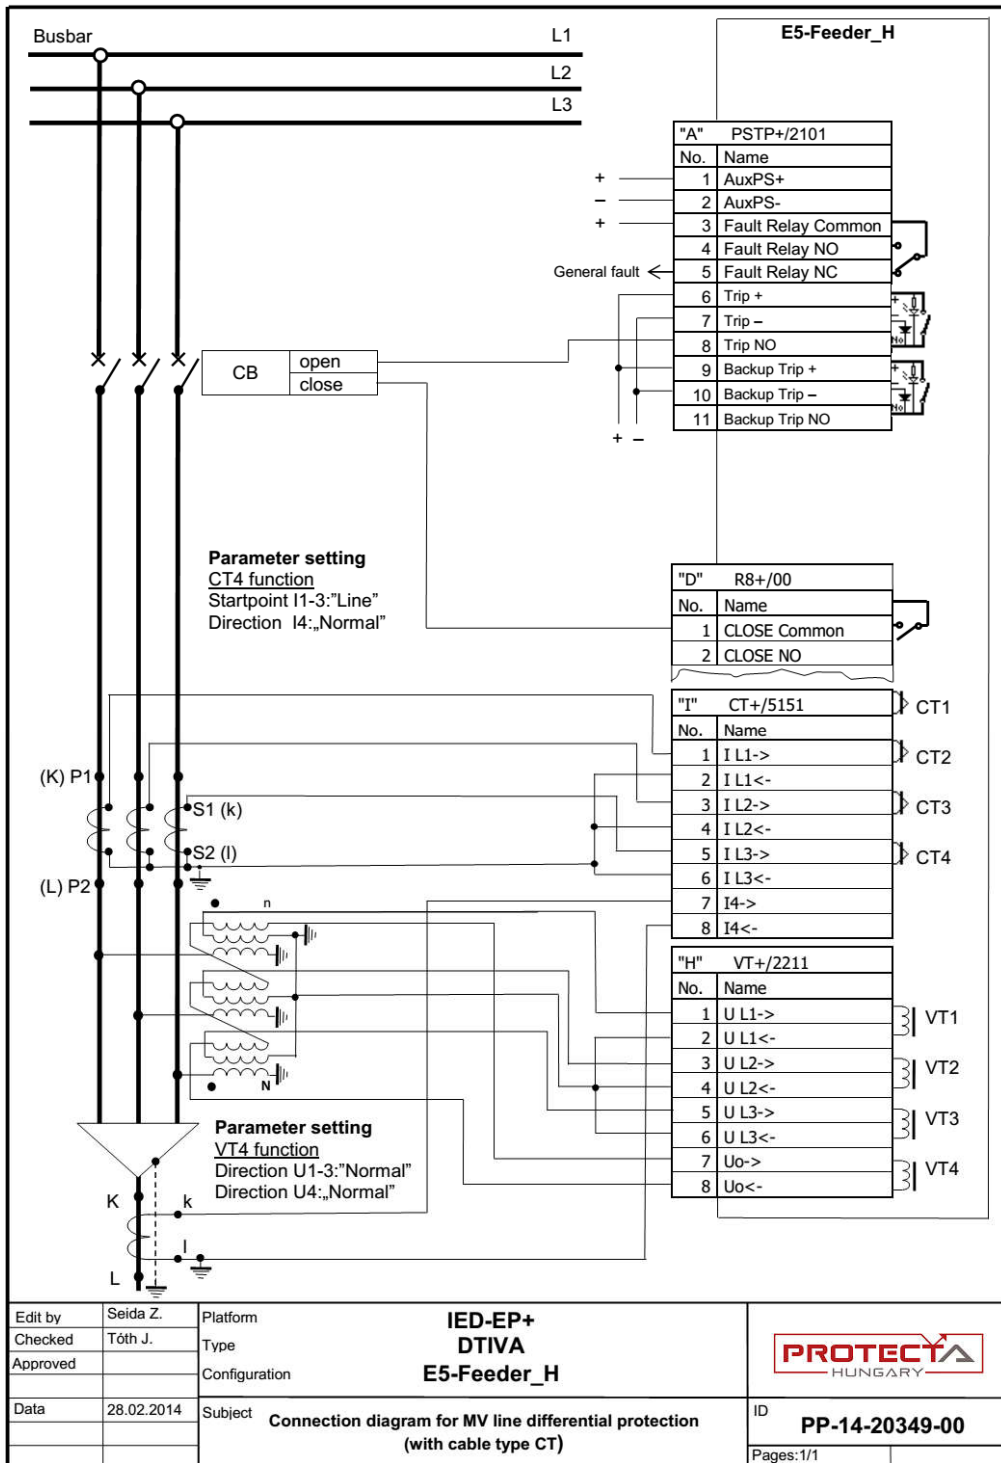 Busbar
L1
L2
L3
E5-Feeder_H
"A" PSTP+/2101
No. Name
1 AuxPS+
2 AuxPS-
3 Fault Relay Common
4 Fault Relay NO
5 Fault Relay NC
6 Trip +
7 Trip –
8 Trip NO
9 Backup Trip +
10 Backup Trip –
11 Backup Trip NO
+
–
+
General fault
+ –
+
–
No
+
–
No
CB
open
close
Parameter setting
CT4 function
Startpoint I1-3:"Line"
Direction I4:„Normal"
"D" R8+/00
No. Name
1 CLOSE Common
2 CLOSE NO
"I" CT+/5151
No. Name
1 I L1->
2 I L1<-
3 I L2->
4 I L2<-
5 I L3->
6 I L3<-
7 I4->
8 I4<-
CT1
CT2
CT3
CT4
(K) P1
S1 (k)
S2 (l)
(L) P2
n
N
"H" VT+/2211
No. Name
1 U L1->
2 U L1<-
3 U L2->
4 U L2<-
5 U L3->
6 U L3<-
7 Uo->
8 Uo<-
VT1
VT2
VT3
VT4
Parameter setting
VT4 function
Direction U1-3:"Normal"
Direction U4:„Normal"
K
k
l
L
Edit by Seida Z.
Checked Tóth J.
Approved
Data 28.02.2014
Platform IED-EP+
Type DTIVA
Configuration E5-Feeder_H
Subject Connection diagram for MV line differential protection
(with cable type CT)
PROTECTA
HUNGARY
ID PP-14-20349-00
Pages:1/1